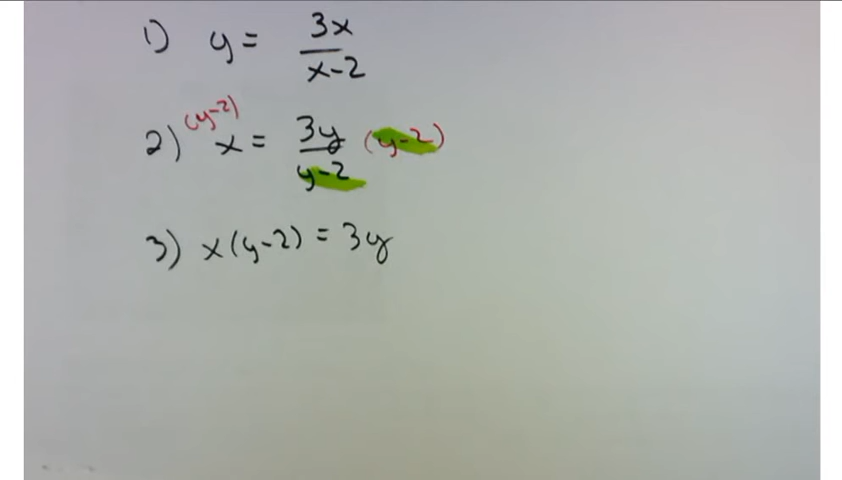 1) y = 3x / x-2
(y-2)
2) x = 3y / y-2 (y-2)
3) x(y-2) = 3y